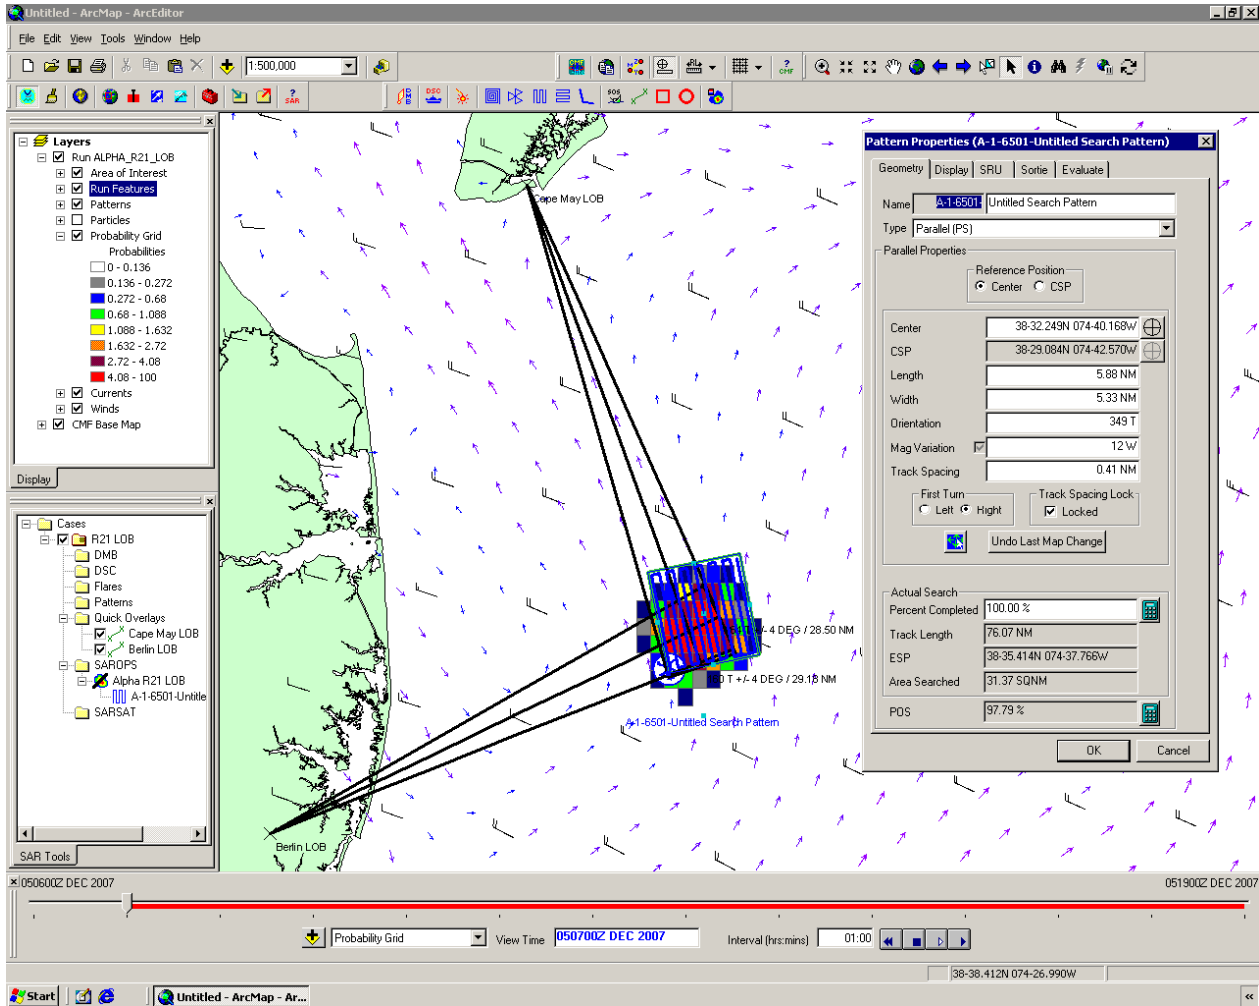 Untitled - ArcMap - ArcEditor
File Edit View Tools Window Help
1:500,000
? CMF
? SAR
DMB
DSC
SOS
Layers
Run ALPHA_R21_LOB
Area of Interest
Run Features
Patterns
Particles
Probability Grid
Probabilities
0 - 0.136
0.136 - 0.272
0.272 - 0.68
0.68 - 1.088
1.088 - 1.632
1.632 - 2.72
2.72 - 4.08
4.08 - 100
Currents
Winds
CMF Base Map
Display
Cases
R21 LOB
DMB
DSC
Flares
Patterns
Quick Overlays
Cape May LOB
Berlin LOB
SAROPS
Alpha R21 LOB
A-1-6501-Untitle
SARSAT
SAR Tools
Cape May LOB
T +/- 4 DEG / 28.50 NM
T +/- 4 DEG / 29.18 NM
A-1-6501-Untitled Search Pattern
Berlin LOB
Pattern Properties (A-1-6501-Untitled Search Pattern)
Geometry Display SRU Sortie Evaluate
Name A-1-6501- Untitled Search Pattern
Type Parallel (PS)
Parallel Properties
Reference Position
Center CSP
Center 38-32.249N 074-40.168W
CSP 38-29.084N 074-42.570W
Length 5.88 NM
Width 5.33 NM
Orientation 349 T
Mag Variation 12 W
Track Spacing 0.41 NM
First Turn Track Spacing Lock
Left Right Locked
Undo Last Map Change
Actual Search
Percent Completed 100.00 %
Track Length 76.07 NM
ESP 38-35.414N 074-37.766W
Area Searched 31.37 SQNM
POS 97.79 %
OK Cancel
050600Z DEC 2007 051900Z DEC 2007
Probability Grid View Time 050700Z DEC 2007 Interval (hrs:mins) 01:00
38-38.412N 074-26.990W
Start Untitled - ArcMap - Ar...